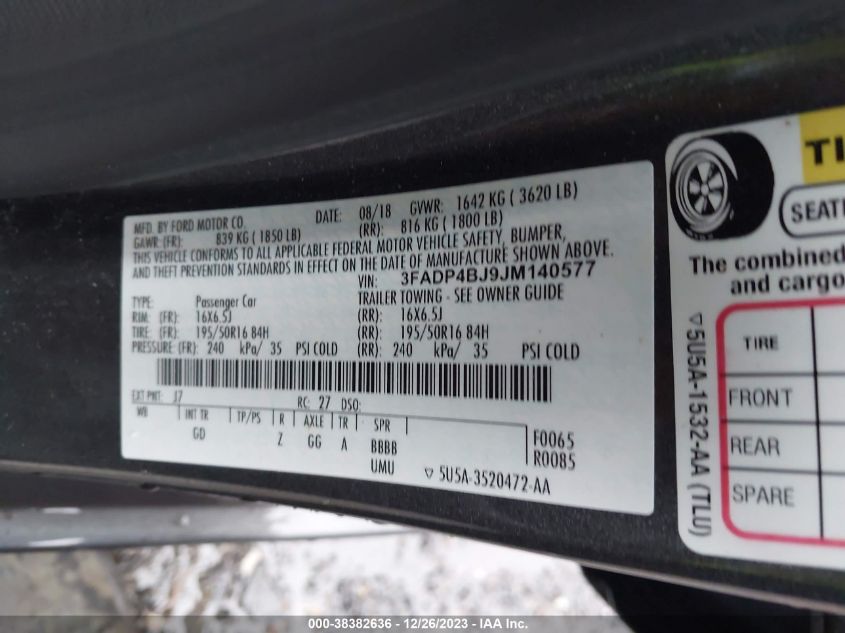 MFD. BY FORD MOTOR CO.
DATE: 08/18 GVWR: 1642 KG ( 3620 LB)
GAWR: (FR): 839 KG ( 1850 LB) (RR): 816 KG ( 1800 LB)
THIS VEHICLE CONFORMS TO ALL APPLICABLE FEDERAL MOTOR VEHICLE SAFETY, BUMPER,
AND THEFT PREVENTION STANDARDS IN EFFECT ON THE DATE OF MANUFACTURE SHOWN ABOVE.
VIN: 3FADP4BJ9JM140577
TYPE: Passenger Car TRAILER TOWING - SEE OWNER GUIDE
RIM: (FR): 16X6.5J (RR): 16X6.5J
TIRE: (FR): 195/50R16 84H (RR): 195/50R16 84H
PRESSURE (FR): 240 kPa/ 35 PSI COLD (RR): 240 kPa/ 35 PSI COLD
EXT PNT: J7 RC: 27 DSO:
WB INT TR TP/PS R AXLE TR SPR F0065
GD Z GG A BBBB R0085
UMU ▽ 5U5A-3520472-AA
TI
SEATI
The combined
and cargo
TIRE
FRONT
REAR
SPARE
▽5U5A-1532-AA (TLU)
000-38382636 - 12/26/2023 - IAA Inc.